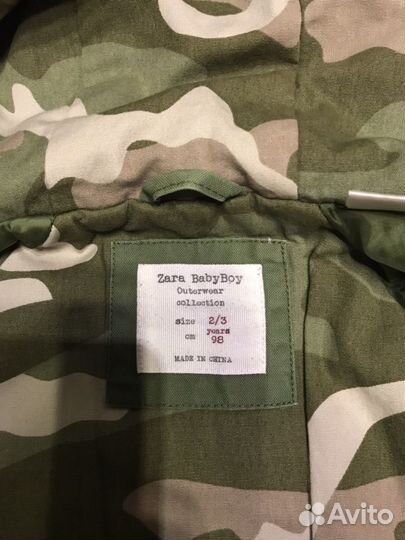 Zara BabyBoy
Outerwear
collection
size 2/3
years
cm 98
MADE IN CHINA
Avito